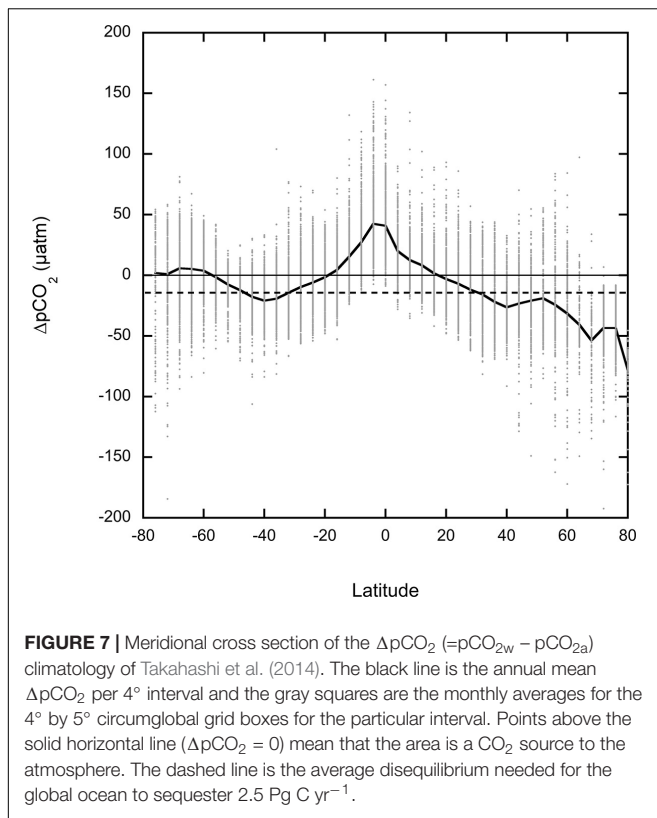 200
150
100
50
0
-50
-100
-150
-200
ΔpCO₂ (µatm)
-80 -60 -40 -20 0 20 40 60 80
Latitude
FIGURE 7 | Meridional cross section of the ΔpCO₂ (=pCO₂w – pCO₂a)
climatology of Takahashi et al. (2014). The black line is the annual mean
ΔpCO₂ per 4° interval and the gray squares are the monthly averages for the
4° by 5° circumglobal grid boxes for the particular interval. Points above the
solid horizontal line (ΔpCO₂ = 0) mean that the area is a CO₂ source to the
atmosphere. The dashed line is the average disequilibrium needed for the
global ocean to sequester 2.5 Pg C yr⁻¹.